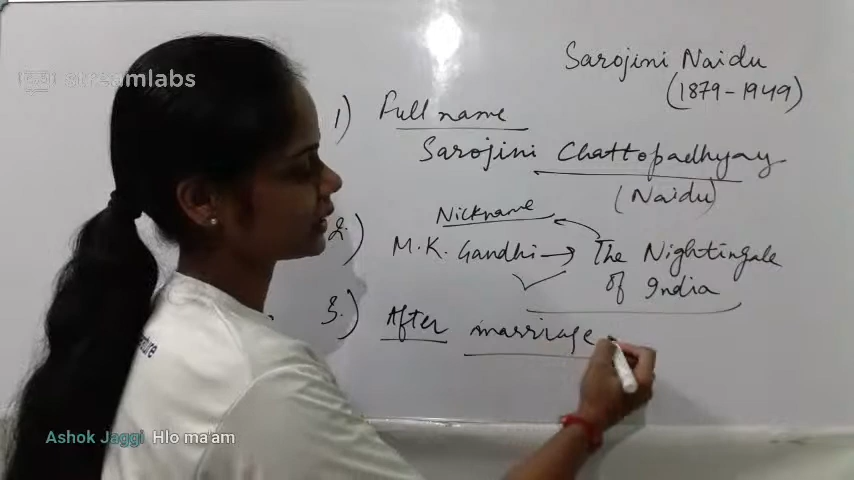 streamlabs
Sarojini Naidu
(1879-1949)
1) Full name
Sarojini Chattopadhyay
(Naidu)
Nickname
2.) M.K. Gandhi → The Nightingale
of India
3.) After marriage
Ashok Jaggi Hlo ma'am